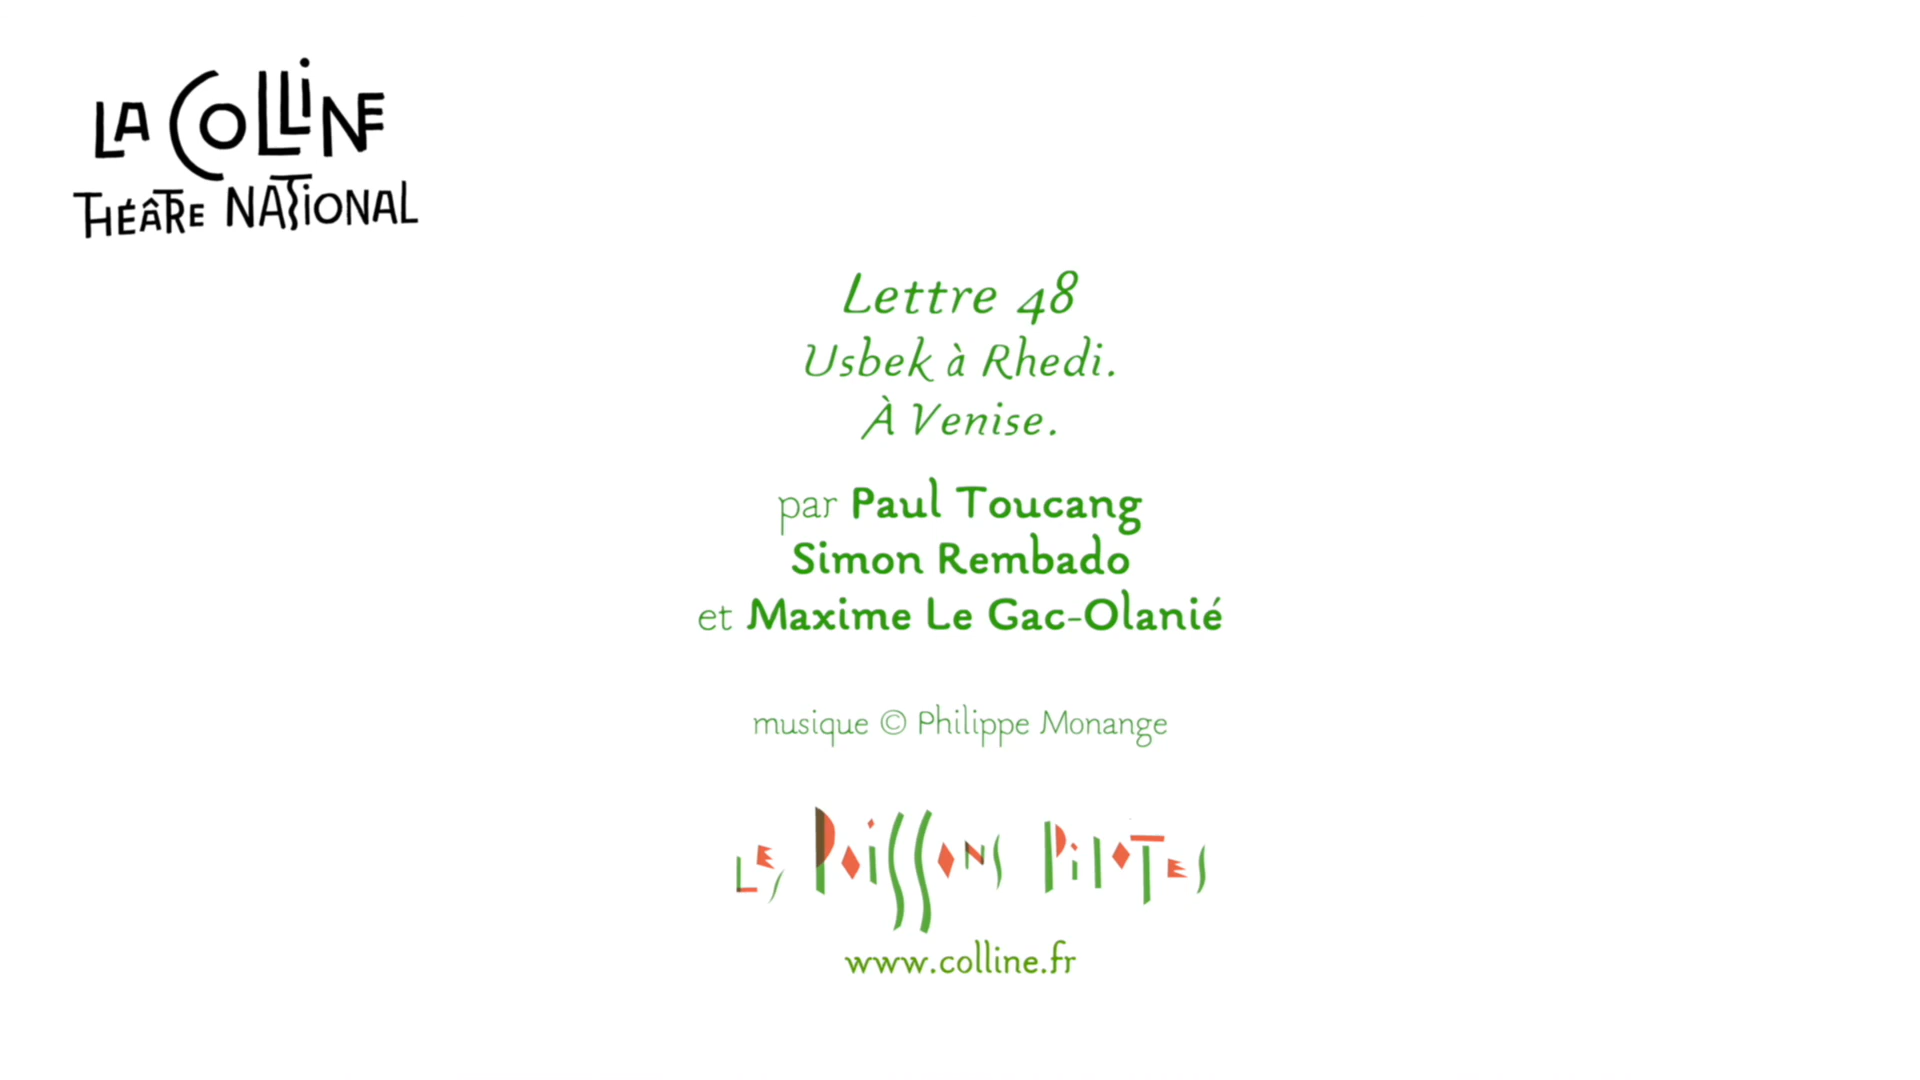 LA COLLINE
THÉÂTRE NATIONAL
Lettre 48
Usbek à Rhedi.
À Venise.
par Paul Toucang
Simon Rembado
et Maxime Le Gac-Olanié
musique © Philippe Monange
LES POISSONS PILOTES
www.colline.fr